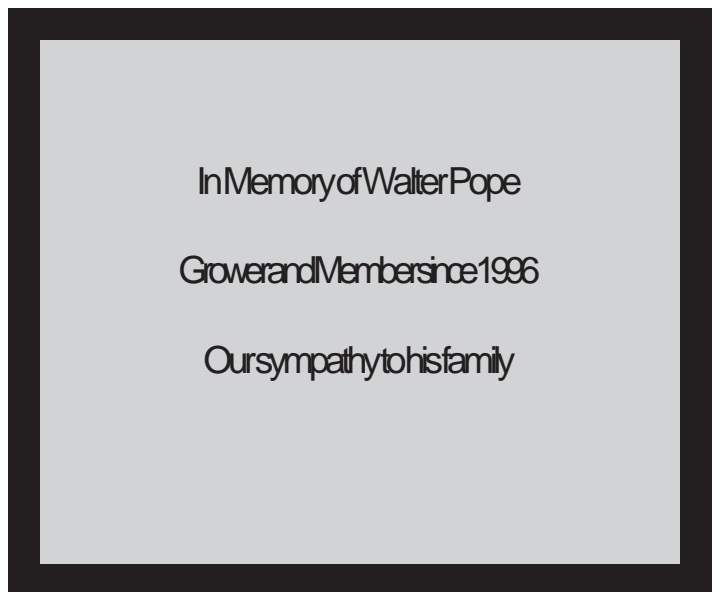 In Memory of Walter Pope
Grower and Member since 1996
Our sympathy to his family